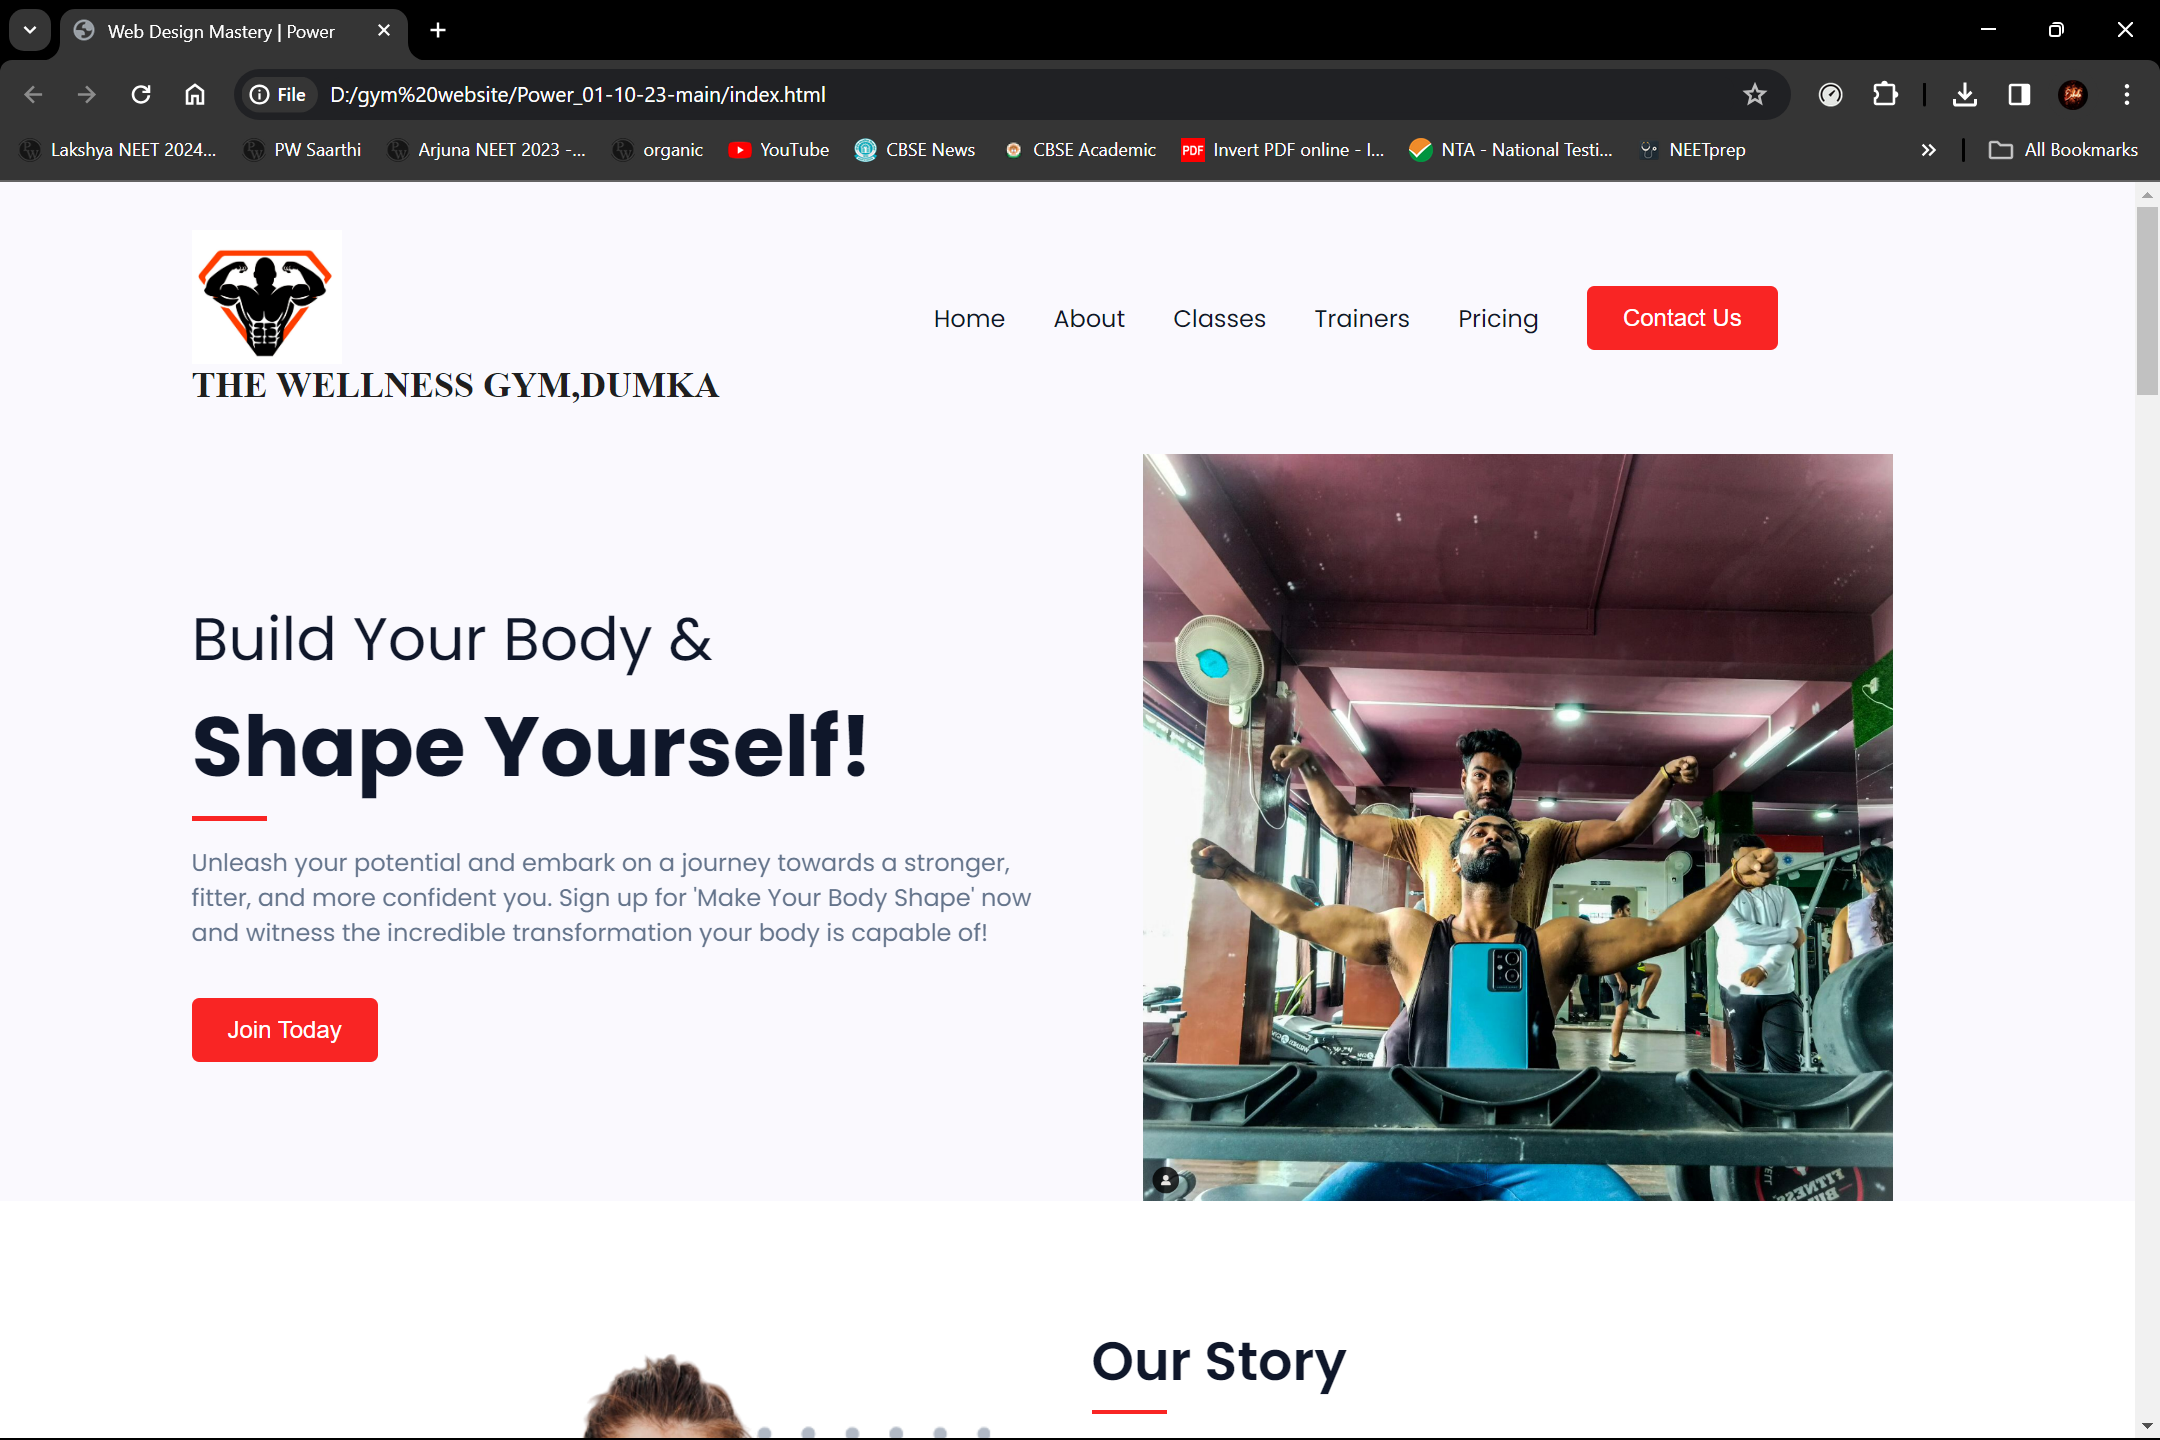 Web Design Mastery | Power
File
D:/gym%20website/Power_01-10-23-main/index.html
Lakshya NEET 2024...
PW Saarthi
Arjuna NEET 2023 -...
organic
YouTube
CBSE News
CBSE Academic
PDF
Invert PDF online - I...
NTA - National Testi...
NEETprep
All Bookmarks
THE WELLNESS GYM,DUMKA
Home
About
Classes
Trainers
Pricing
Contact Us
Build Your Body &
Shape Yourself!
Unleash your potential and embark on a journey towards a stronger,
fitter, and more confident you. Sign up for 'Make Your Body Shape' now
and witness the incredible transformation your body is capable of!
Join Today
FITNESS
Our Story